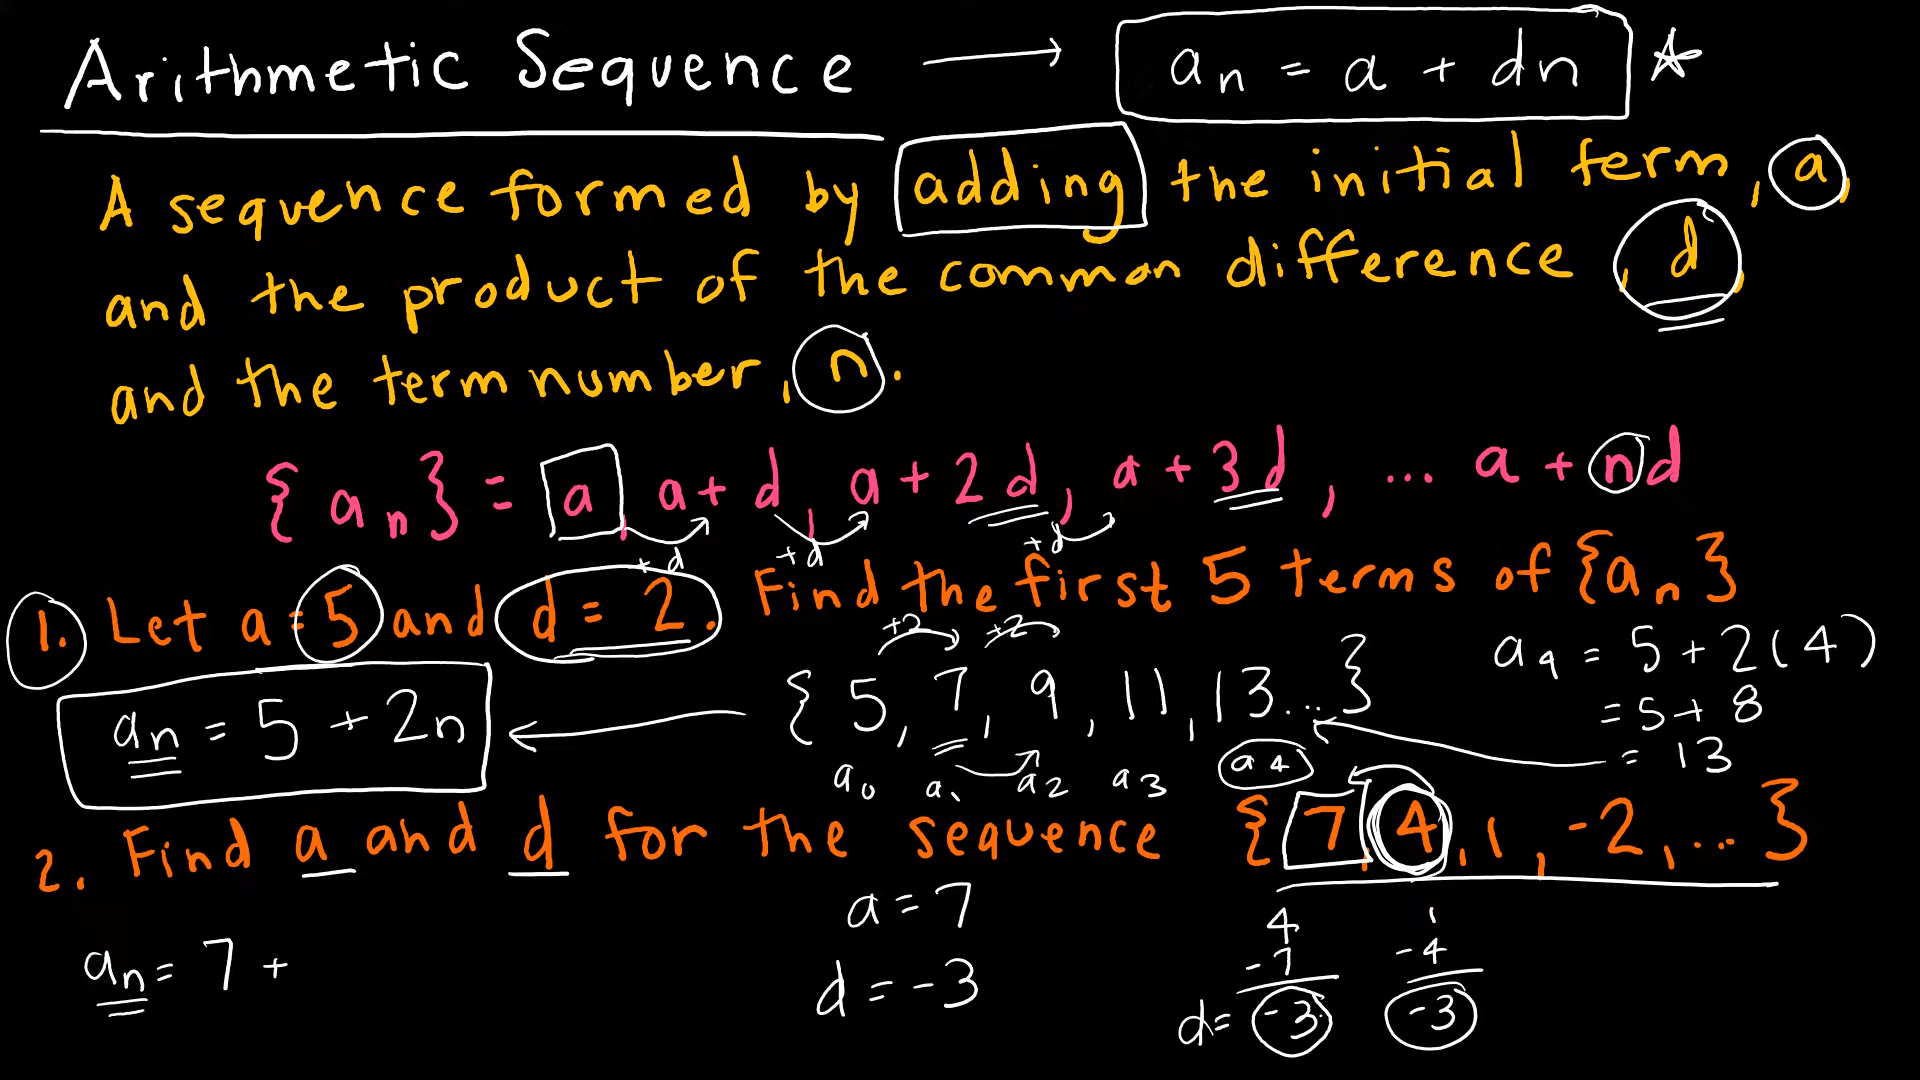 Arithmetic Sequence → aₙ = a + dn ☆
A sequence formed by adding the initial term, a,
and the product of the common difference, d,
and the term number, n.
{aₙ} = a, a + d, a + 2d, a + 3d, ... a + nd
+d +d +d
1. Let a = 5 and d = 2. Find the first 5 terms of {aₙ}
+2 +2
aₙ = 5 + 2n ← { 5, 7, 9, 11, 13...}
a₀ a₁ a₂ a₃ a₄
a₄ = 5 + 2(4)
= 5 + 8
= 13
2. Find a and d for the sequence {7, 4, 1, -2, ...}
a = 7
d = -3
aₙ = 7 +
4 1
-7 -4
d = -3 -3